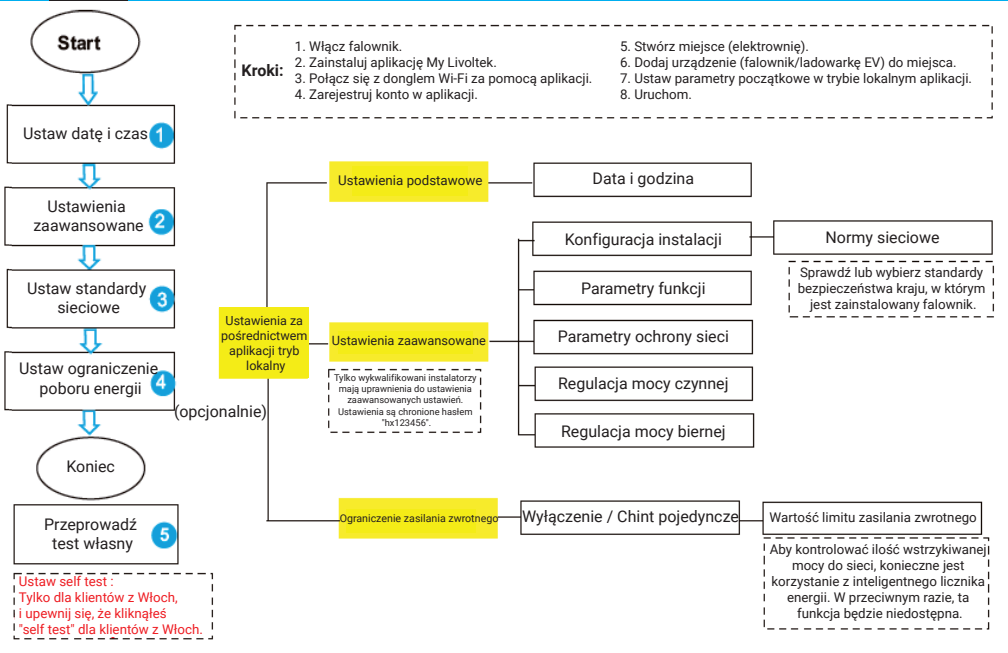 Start
Ustaw datę i czas
1
Ustawienia
zaawansowane
2
Ustaw standardy
sieciowe
3
Ustaw ograniczenie
poboru energii
4
(opcjonalnie)
Koniec
Przeprowadź
test własny
5
Ustaw self test :
Tylko dla klientów z Włoch,
i upewnij się, że kliknąłeś
"self test" dla klientów z Włoch.
Kroki:
1. Włącz falownik.
2. Zainstaluj aplikację My Livoltek.
3. Połącz się z donglem Wi-Fi za pomocą aplikacji.
4. Zarejestruj konto w aplikacji.
5. Stwórz miejsce (elektrownię).
6. Dodaj urządzenie (falownik/ladowarkę EV) do miejsca.
7. Ustaw parametry początkowe w trybie lokalnym aplikacji.
8. Uruchom.
Ustawienia za
pośrednictwem
aplikacji tryb
lokalny
Ustawienia podstawowe
Data i godzina
Ustawienia zaawansowane
Tylko wykwalifikowani instalatorzy
mają uprawnienia do ustawienia
zaawansowanych ustawień.
Ustawienia są chronione hasłem
"hx123456".
Konfiguracja instalacji
Normy sieciowe
Sprawdź lub wybierz standardy
bezpieczeństwa kraju, w którym
jest zainstalowany falownik.
Parametry funkcji
Parametry ochrony sieci
Regulacja mocy czynnej
Regulacja mocy biernej
Ograniczenie zasilania zwrotnego
Wyłączenie / Chint pojedyncze
Wartość limitu zasilania zwrotnego
Aby kontrolować ilość wstrzykiwanej
mocy do sieci, konieczne jest
korzystanie z inteligentnego licznika
energii. W przeciwnym razie, ta
funkcja będzie niedostępna.